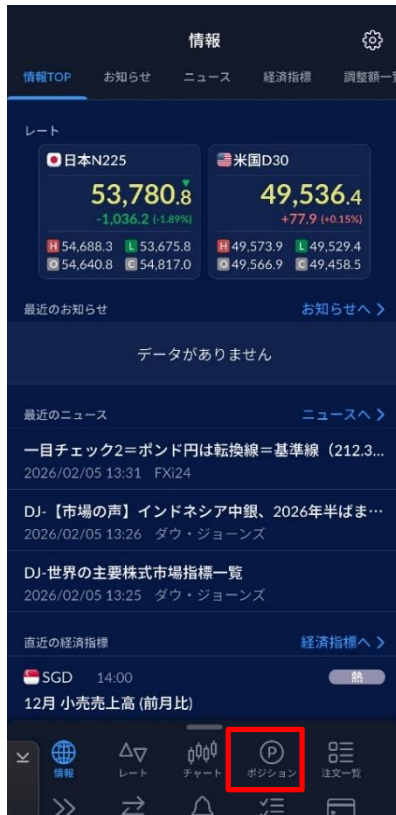 情報
情報TOP お知らせ ニュース 経済指標 調整額一
レート
日本N225
53,780.8
-1,036.2 (-1.89%)
H 54,688.3 L 53,675.8
O 54,640.8 C 54,817.0
米国D30
49,536.4
+77.9 (+0.15%)
H 49,573.9 L 49,529.4
O 49,566.9 C 49,458.5
最近のお知らせ お知らせへ
データがありません
最近のニュース ニュースへ
一目チェック2=ポンド円は転換線=基準線（212.3...
2026/02/05 13:31 FXi24
DJ-【市場の声】インドネシア中銀、2026年半ばま…
2026/02/05 13:26 ダウ・ジョーンズ
DJ-世界の主要株式市場指標一覧
2026/02/05 13:25 ダウ・ジョーンズ
直近の経済指標 経済指標へ
SGD 14:00
12月 小売売上高 (前月比)
情報 レート チャート P ポジション 注文一覧